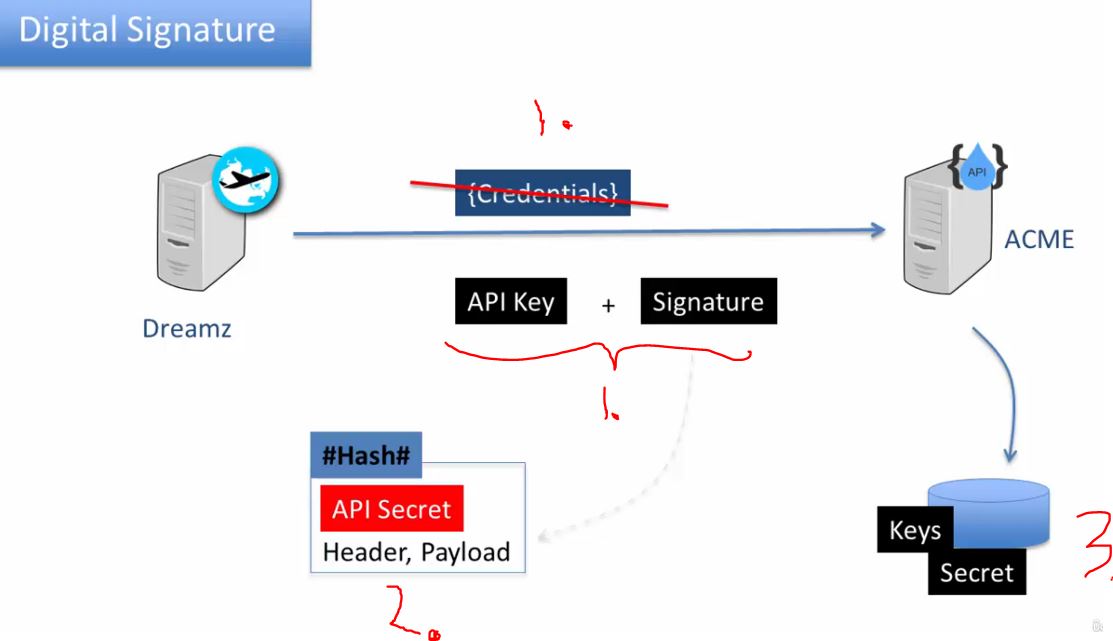 Digital Signature
1.
{Credentials}
{API}
ACME
API Key + Signature
Dreamz
1.
#Hash#
API Secret
Header, Payload
Keys
Secret
2.
3.